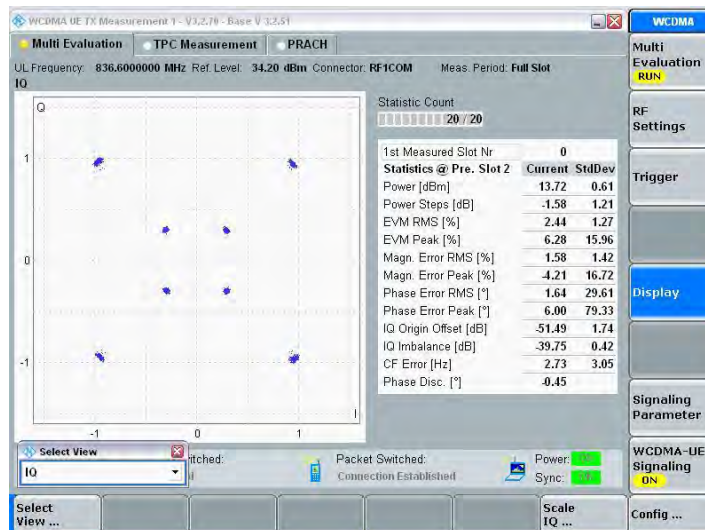 WCDMA UE TX Measurement 1 - V3.2.70 - Base V 3.2.51
WCDMA
Multi Evaluation
TPC Measurement
PRACH
UL Frequency: 836.6000000 MHz Ref. Level: 34.20 dBm Connector: RF1COM Meas. Period: Full Slot
IQ
Q
1
0
-1
-1 0 1
I
Statistic Count
20 / 20
1st Measured Slot Nr 0
Statistics @ Pre. Slot 2 Current StdDev
Power [dBm] 13.72 0.61
Power Steps [dB] -1.58 1.21
EVM RMS [%] 2.44 1.27
EVM Peak [%] 6.28 15.96
Magn. Error RMS [%] 1.58 1.42
Magn. Error Peak [%] -4.21 16.72
Phase Error RMS [°] 1.64 29.61
Phase Error Peak [°] 6.00 79.33
IQ Origin Offset [dB] -51.49 1.74
IQ Imbalance [dB] -39.75 0.42
CF Error [Hz] 2.73 3.05
Phase Disc. [°] -0.45
Select View
IQ
itched:
Packet Switched:
Connection Established
Power:
Sync:
Multi
Evaluation
RUN
RF
Settings
Trigger
Display
Signaling
Parameter
WCDMA-UE
Signaling
ON
Select
View ...
Scale
IQ ...
Config ...